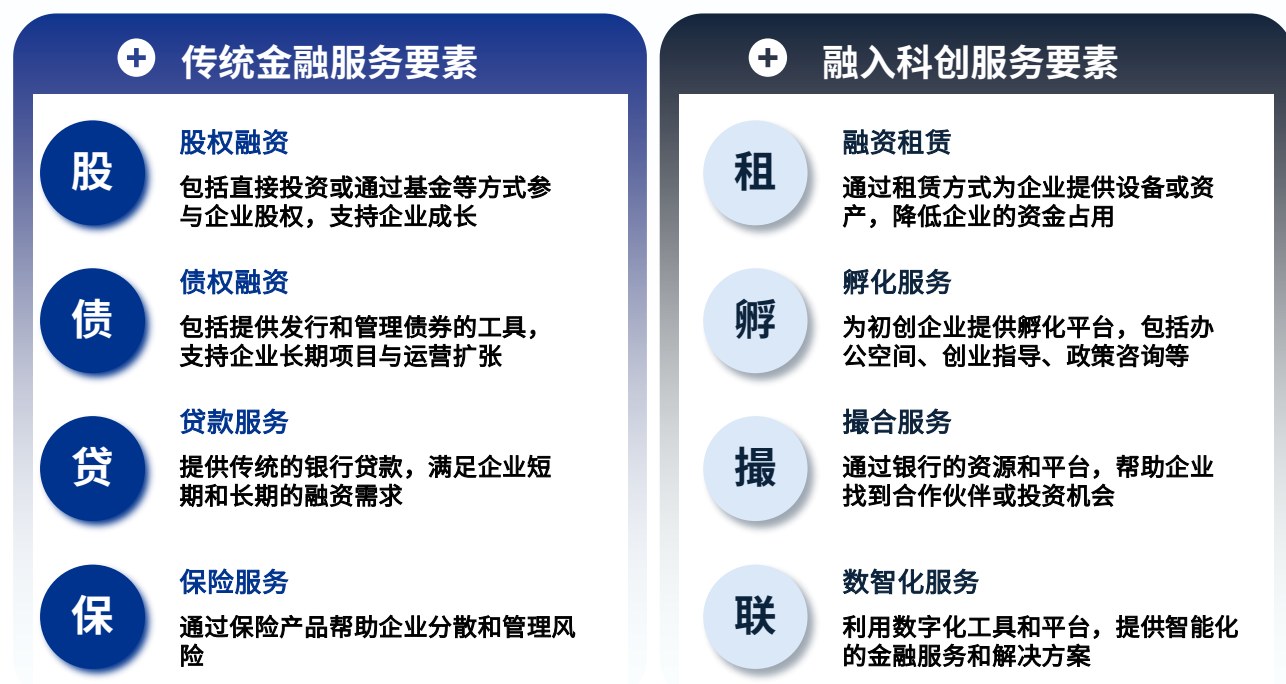 传统金融服务要素
股
股权融资
包括直接投资或通过基金等方式参
与企业股权，支持企业成长
债
债权融资
包括提供发行和管理债券的工具，
支持企业长期项目与运营扩张
贷
贷款服务
提供传统的银行贷款，满足企业短
期和长期的融资需求
保
保险服务
通过保险产品帮助企业分散和管理风
险
融入科创服务要素
租
融资租赁
通过租赁方式为企业提供设备或资
产，降低企业的资金占用
孵
孵化服务
为初创企业提供孵化平台，包括办
公空间、创业指导、政策咨询等
撮
撮合服务
通过银行的资源和平台，帮助企业
找到合作伙伴或投资机会
联
数智化服务
利用数字化工具和平台，提供智能化
的金融服务和解决方案